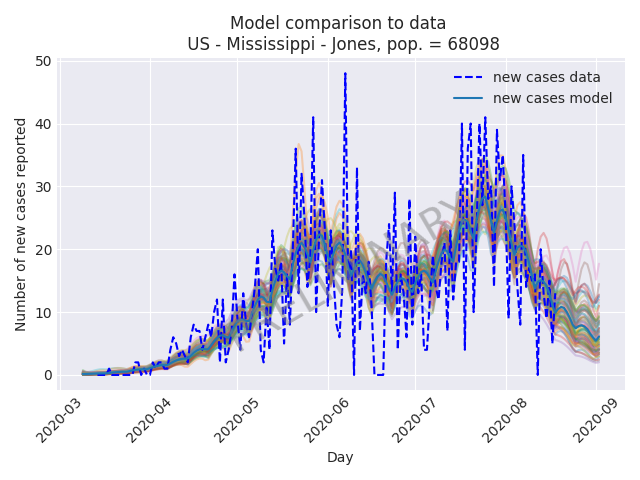 Model comparison to data
US - Mississippi - Jones, pop. = 68098
new cases data
new cases model
Number of new cases reported
50
40
30
20
10
0
PRELIMINARY
2020-03
2020-04
2020-05
2020-06
2020-07
2020-08
2020-09
Day